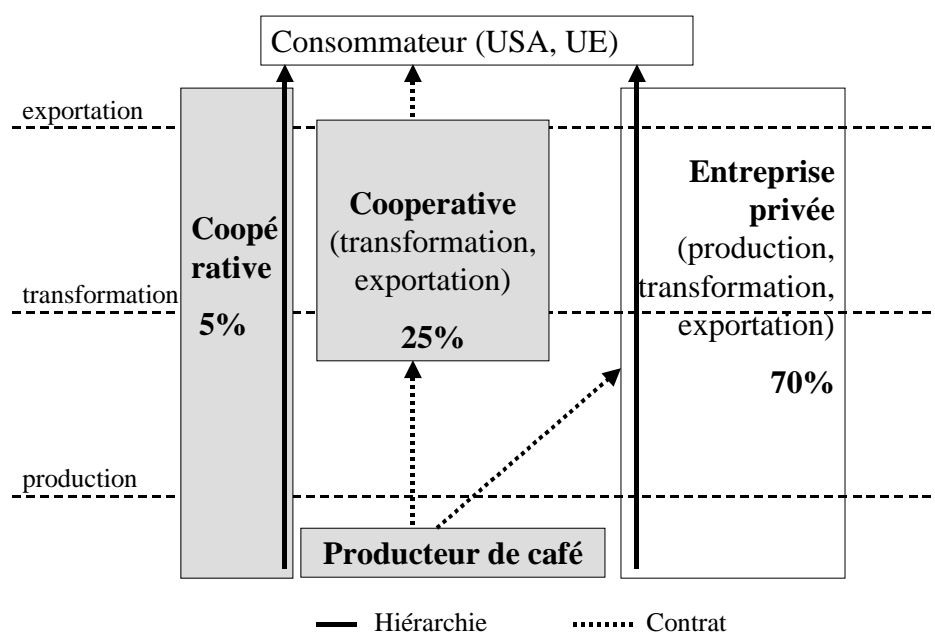 Consommateur (USA, UE)
exportation
Coopé
rative
5%
Cooperative
(transformation,
exportation)
25%
Entreprise
privée
(production,
transformation,
exportation)
70%
transformation
production
Producteur de café
Hiérarchie
Contrat